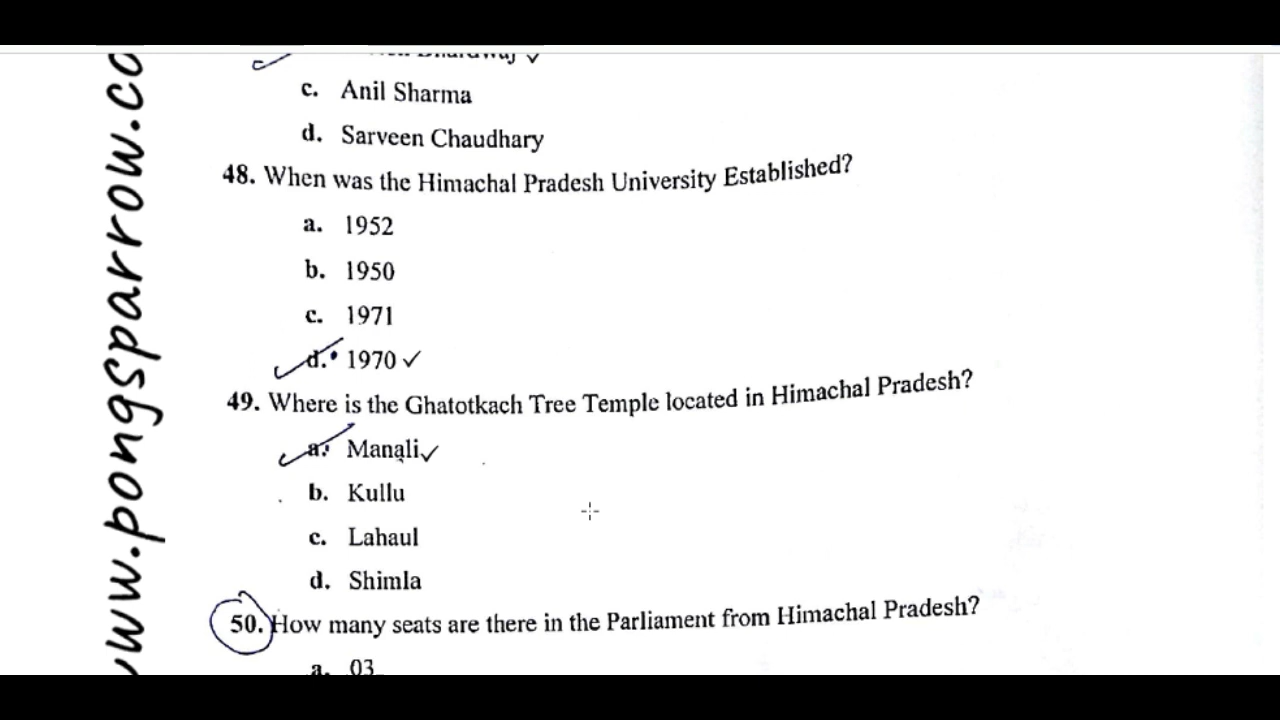 c. Anil Sharma
d. Sarveen Chaudhary
48. When was the Himachal Pradesh University Established?
a. 1952
b. 1950
c. 1971
d. 1970 ✓
49. Where is the Ghatotkach Tree Temple located in Himachal Pradesh?
a. Manali ✓
b. Kullu
c. Lahaul
d. Shimla
50. How many seats are there in the Parliament from Himachal Pradesh?
a. 03
ww.pongsparrow.co